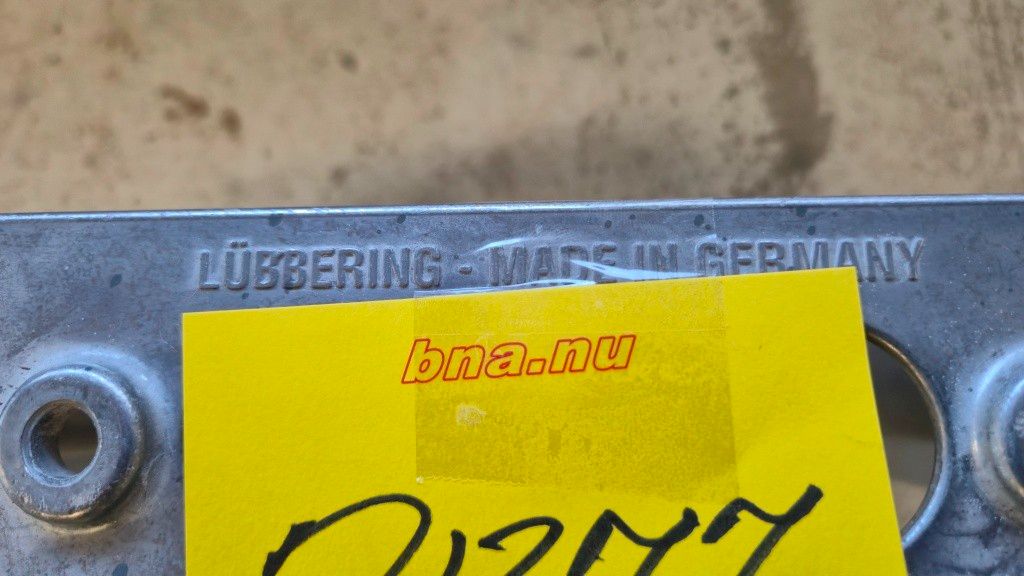 LÜBBERING - MADE IN GERMANY
bna.nu